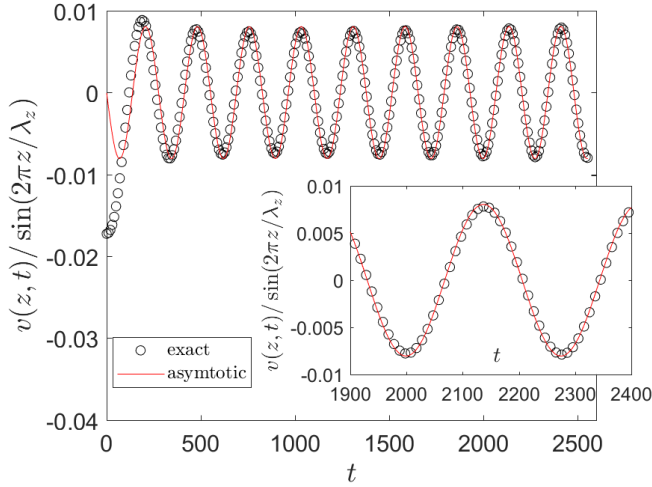 0.01
0
-0.01
-0.02
-0.03
-0.04
v(z, t)/ sin(2πz/λ_z)
0 500 1000 1500 2000 2500
t
exact
asymtotic
0.01
0.005
0
-0.005
-0.01
v(z, t)/ sin(2πz/λ_z)
t
1900 2000 2100 2200 2300 2400